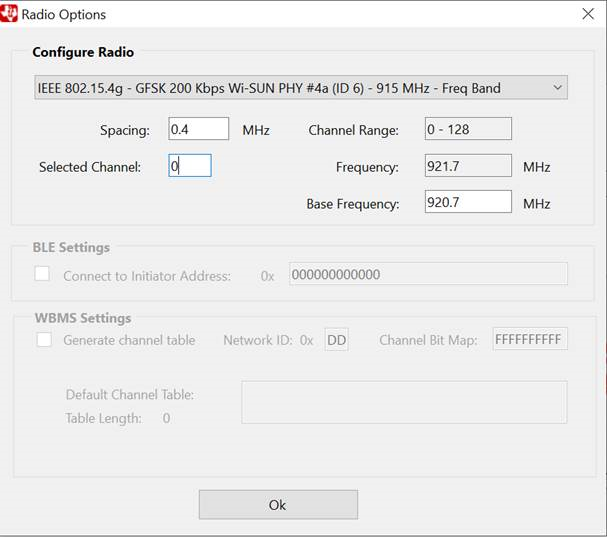 Radio Options
Configure Radio
IEEE 802.15.4g - GFSK 200 Kbps Wi-SUN PHY #4a (ID 6) - 915 MHz - Freq Band
Spacing: 0.4 MHz Channel Range: 0 - 128
Selected Channel: 0 Frequency: 921.7 MHz
Base Frequency: 920.7 MHz
BLE Settings
Connect to Initiator Address: 0x 000000000000
WBMS Settings
Generate channel table Network ID: 0x DD Channel Bit Map: FFFFFFFFFF
Default Channel Table:
Table Length: 0
Ok